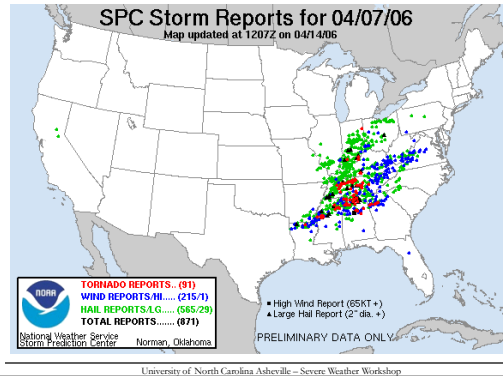 SPC Storm Reports for 04/07/06
Map updated at 1207Z on 04/14/06
TORNADO REPORTS.. (91)
WIND REPORTS/HI..... (215/1)
HAIL REPORTS/LG..... (565/29)
TOTAL REPORTS....... (871)
NOAA
National Weather Service
Storm Prediction Center Norman, Oklahoma
■ High Wind Report (65KT +)
▲ Large Hail Report (2" dia. +)
PRELIMINARY DATA ONLY
University of North Carolina Asheville – Severe Weather Workshop